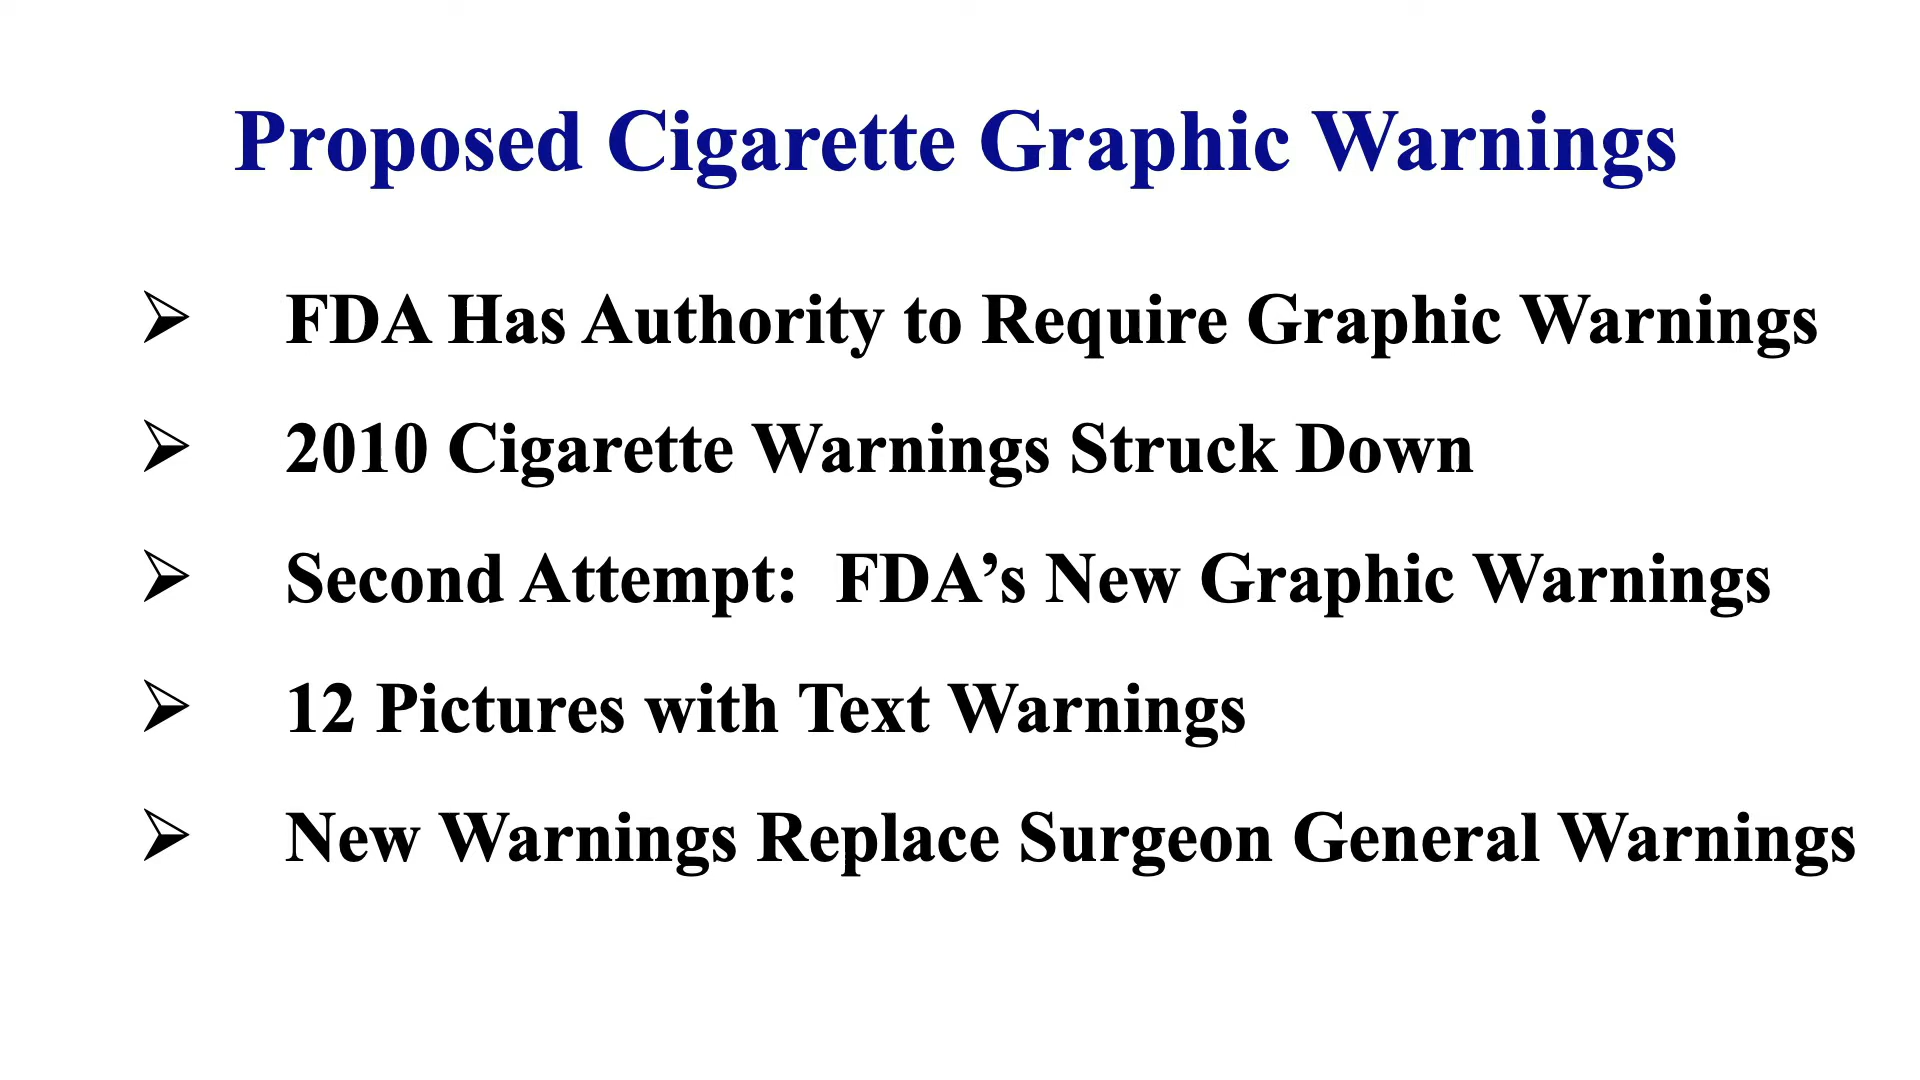 Proposed Cigarette Graphic Warnings
➢ FDA Has Authority to Require Graphic Warnings
➢ 2010 Cigarette Warnings Struck Down
➢ Second Attempt:  FDA’s New Graphic Warnings
➢ 12 Pictures with Text Warnings
➢ New Warnings Replace Surgeon General Warnings